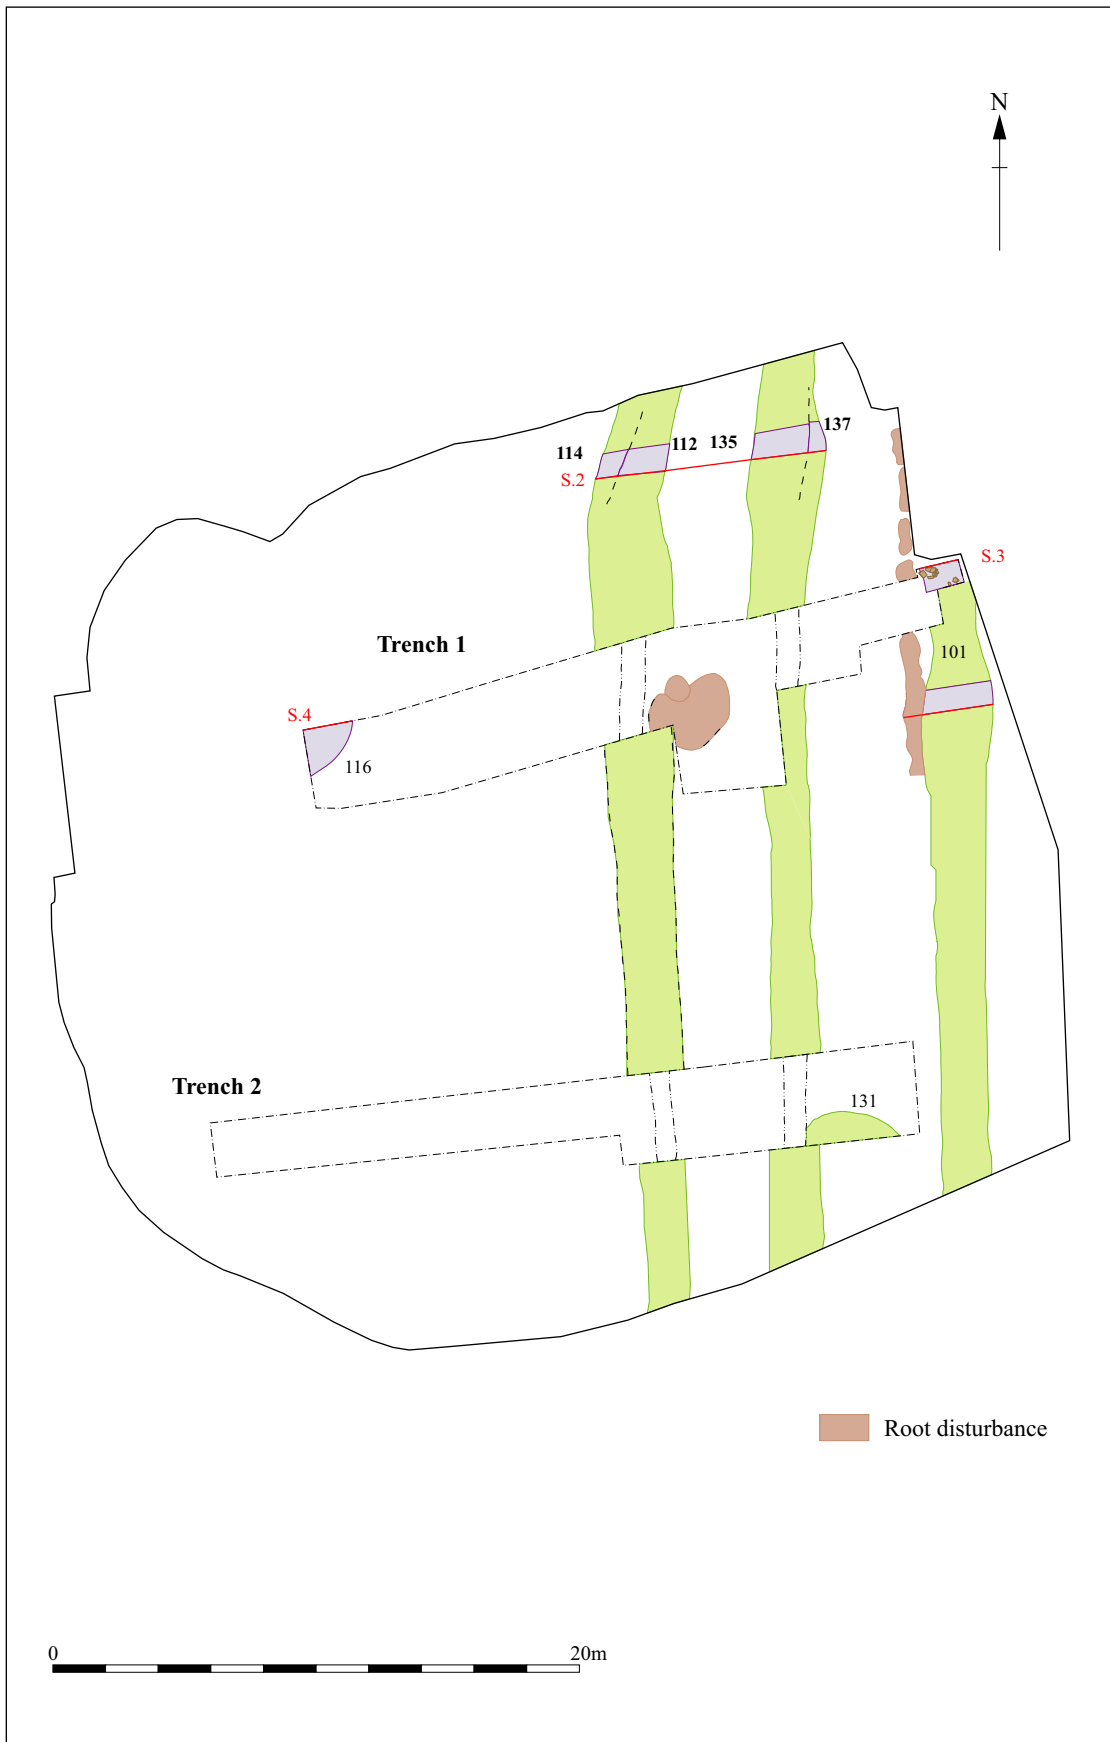 N
114
112
135
137
S.2
S.3
Trench 1
101
S.4
116
Trench 2
131
Root disturbance
0
20m